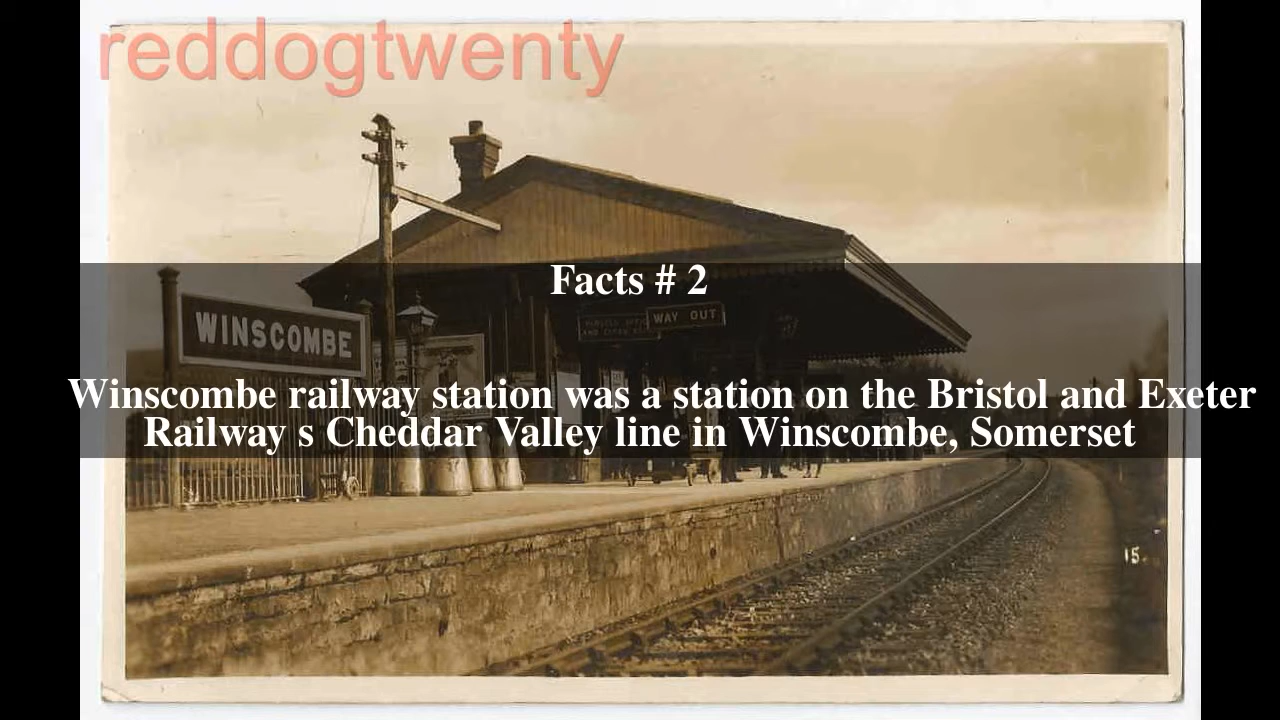 reddogtwenty
Facts # 2
WINSCOMBE
WAY OUT
Winscombe railway station was a station on the Bristol and Exeter
Railway s Cheddar Valley line in Winscombe, Somerset
15.